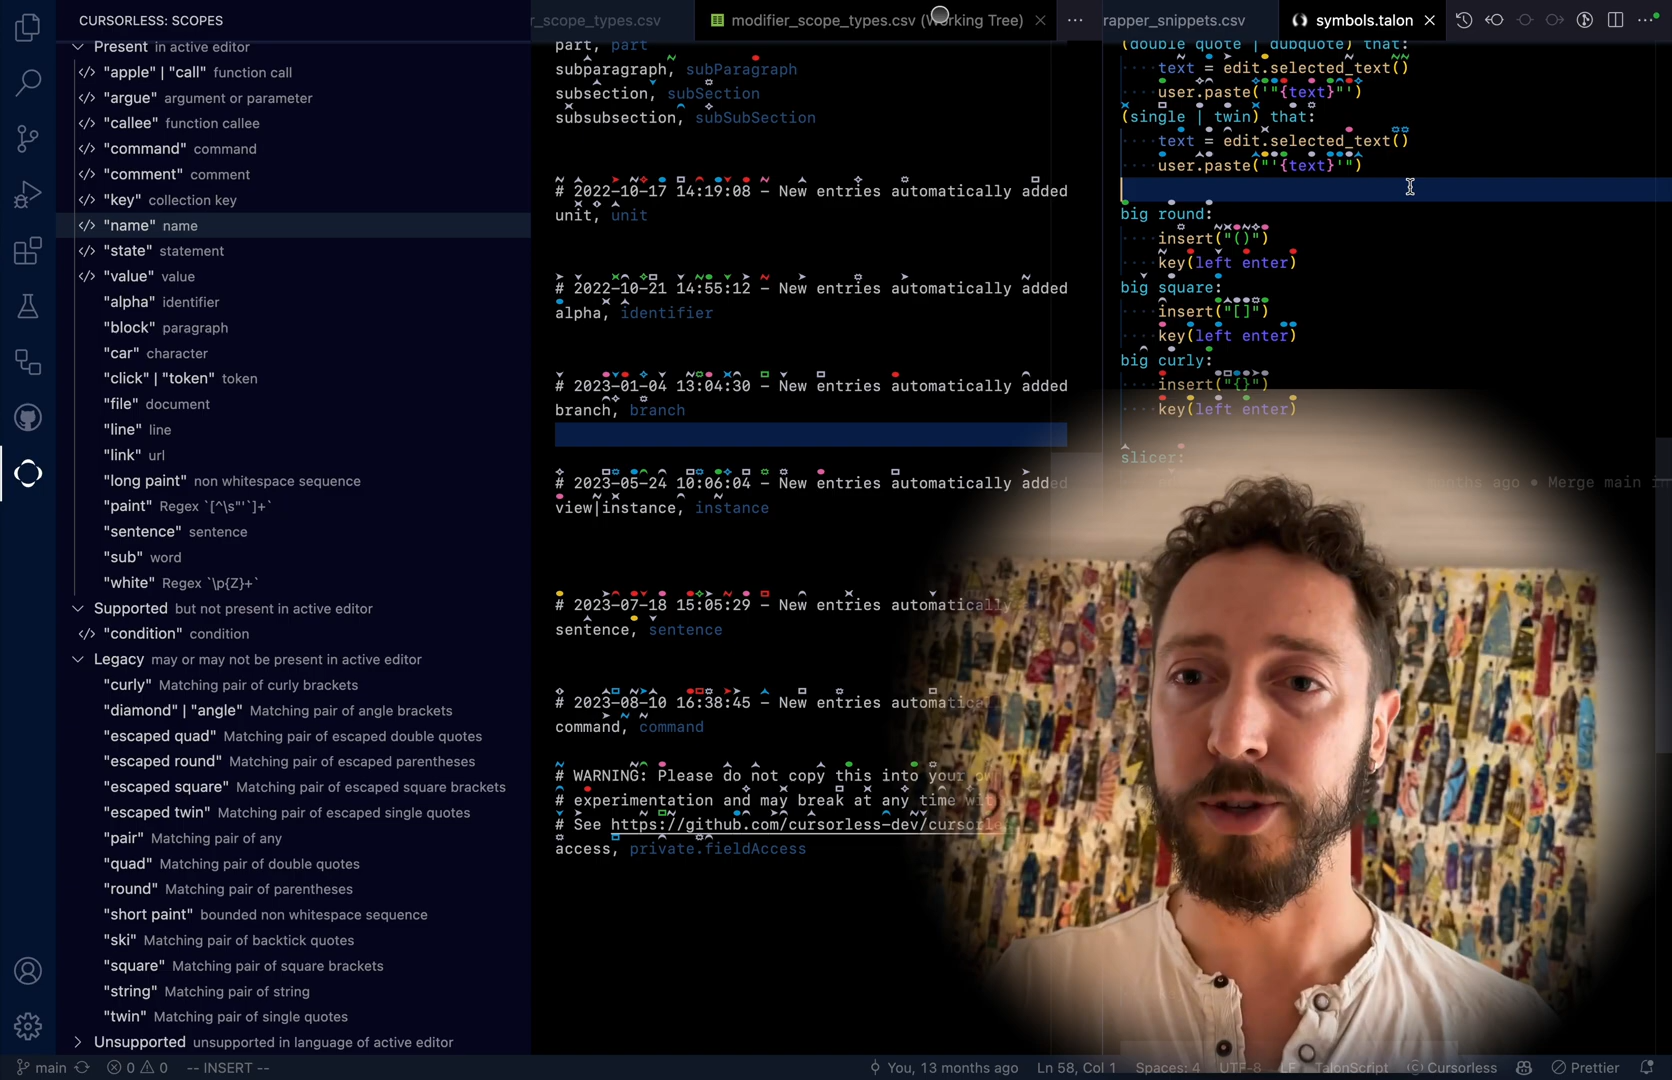 CURSORLESS: SCOPES
Present in active editor
"apple" | "call" function call
"argue" argument or parameter
"callee" function callee
"command" command
"comment" comment
"key" collection key
"name" name
"state" statement
"value" value
"alpha" identifier
"block" paragraph
"car" character
"click" | "token" token
"file" document
"line" line
"link" url
"long paint" non whitespace sequence
"paint" Regex `[^\s"'`]+`
"sentence" sentence
"sub" word
"white" Regex `\p{Z}+`
Supported but not present in active editor
"condition" condition
Legacy may or may not be present in active editor
"curly" Matching pair of curly brackets
"diamond" | "angle" Matching pair of angle brackets
"escaped quad" Matching pair of escaped double quotes
"escaped round" Matching pair of escaped parentheses
"escaped square" Matching pair of escaped square brackets
"escaped twin" Matching pair of escaped single quotes
"pair" Matching pair of any
"quad" Matching pair of double quotes
"round" Matching pair of parentheses
"short paint" bounded non whitespace sequence
"ski" Matching pair of backtick quotes
"square" Matching pair of square brackets
"string" Matching pair of string
"twin" Matching pair of single quotes
Unsupported unsupported in language of active editor
r_scope_types.csv
modifier_scope_types.csv (Working Tree)
part, part
subparagraph, subParagraph
subsection, subSection
subsubsection, subSubSection
# 2022-10-17 14:19:08 - New entries automatically added
unit, unit
# 2022-10-21 14:55:12 - New entries automatically added
alpha, identifier
# 2023-01-04 13:04:30 - New entries automatically added
branch, branch
# 2023-05-24 10:06:04 - New entries automatically added
view|instance, instance
# 2023-07-18 15:05:29 - New entries automatically
sentence, sentence
# 2023-08-10 16:38:45 - New entries automatic
command, command
# WARNING: Please do not copy this into your
# experimentation and may break at any time
# See https://github.com/cursorless-dev/cursorle
access, private.fieldAccess
rapper_snippets.csv
symbols.talon
(double quote | dubquote) that:
text = edit.selected_text()
user.paste('"{text}"')
(single | twin) that:
text = edit.selected_text()
user.paste("'{text}'")
big round:
insert("()")
key(left enter)
big square:
insert("[]")
key(left enter)
big curly:
insert("{}")
key(left enter)
slicer:
months ago • Merge main
main
0 0
-- INSERT --
You, 13 months ago
Ln 58, Col 1
Spaces: 4
UTF-8
LF
TalonScript
Cursorless
Prettier